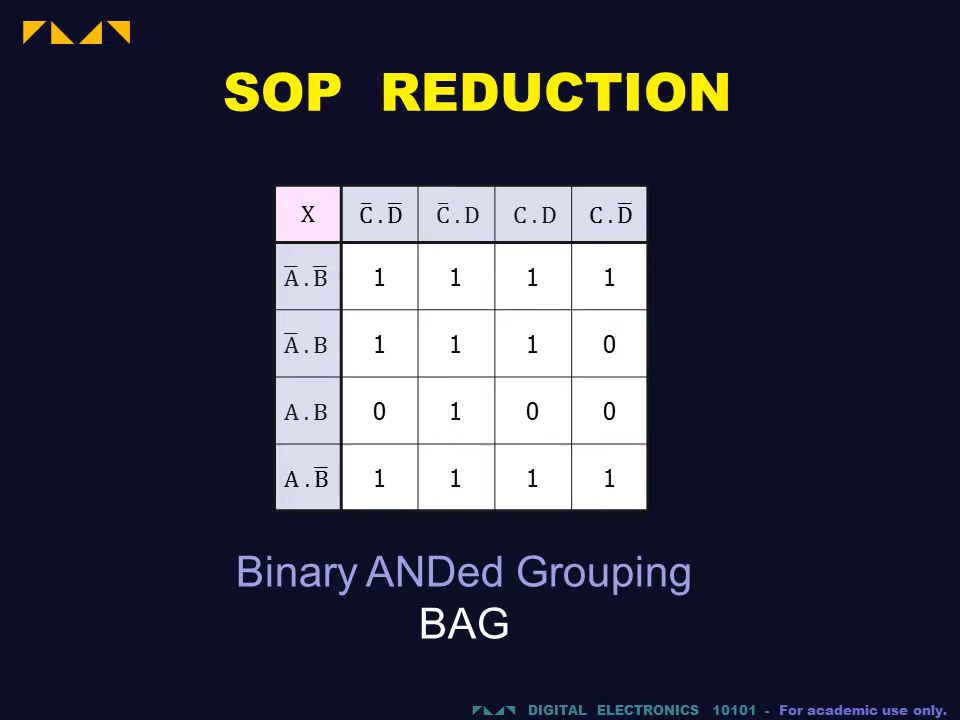 SOP REDUCTION
X C̅.D̅ C̅.D C.D C.D̅
A̅.B̅ 1 1 1 1
A̅.B 1 1 1 0
A.B 0 1 0 0
A.B̅ 1 1 1 1
Binary ANDed Grouping
BAG
DIGITAL ELECTRONICS 10101 - For academic use only.